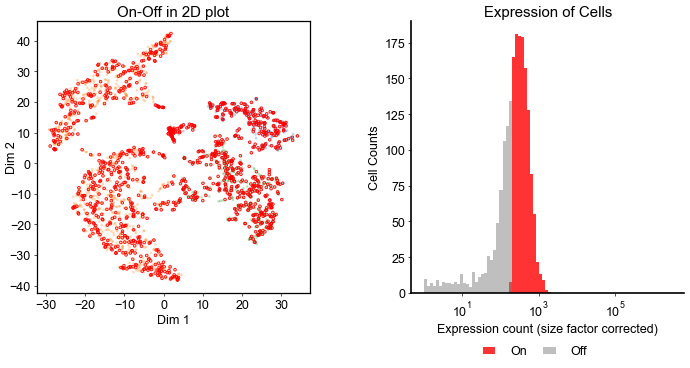 On-Off in 2D plot
40
30
20
10
0
−10
−20
−30
−40
Dim 2
−30 −20 −10 0 10 20 30
Dim 1
Expression of Cells
175
150
125
100
75
50
25
0
Cell Counts
10^1 10^3 10^5
Expression count (size factor corrected)
On Off